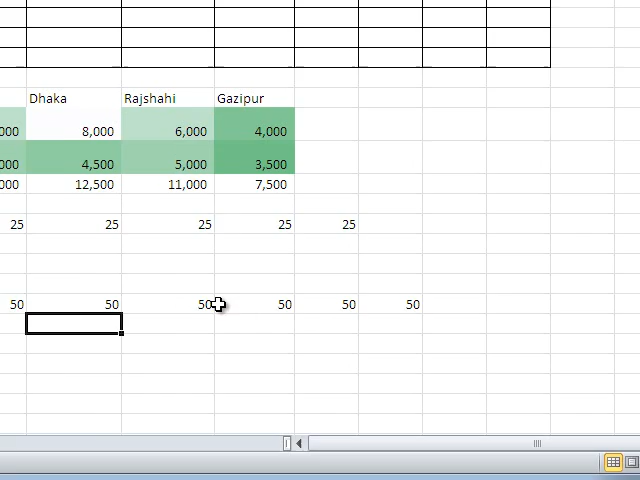 Dhaka Rajshahi Gazipur
000 8,000 6,000 4,000
000 4,500 5,000 3,500
000 12,500 11,000 7,500
25 25 25 25 25
50 50 50 50 50 50